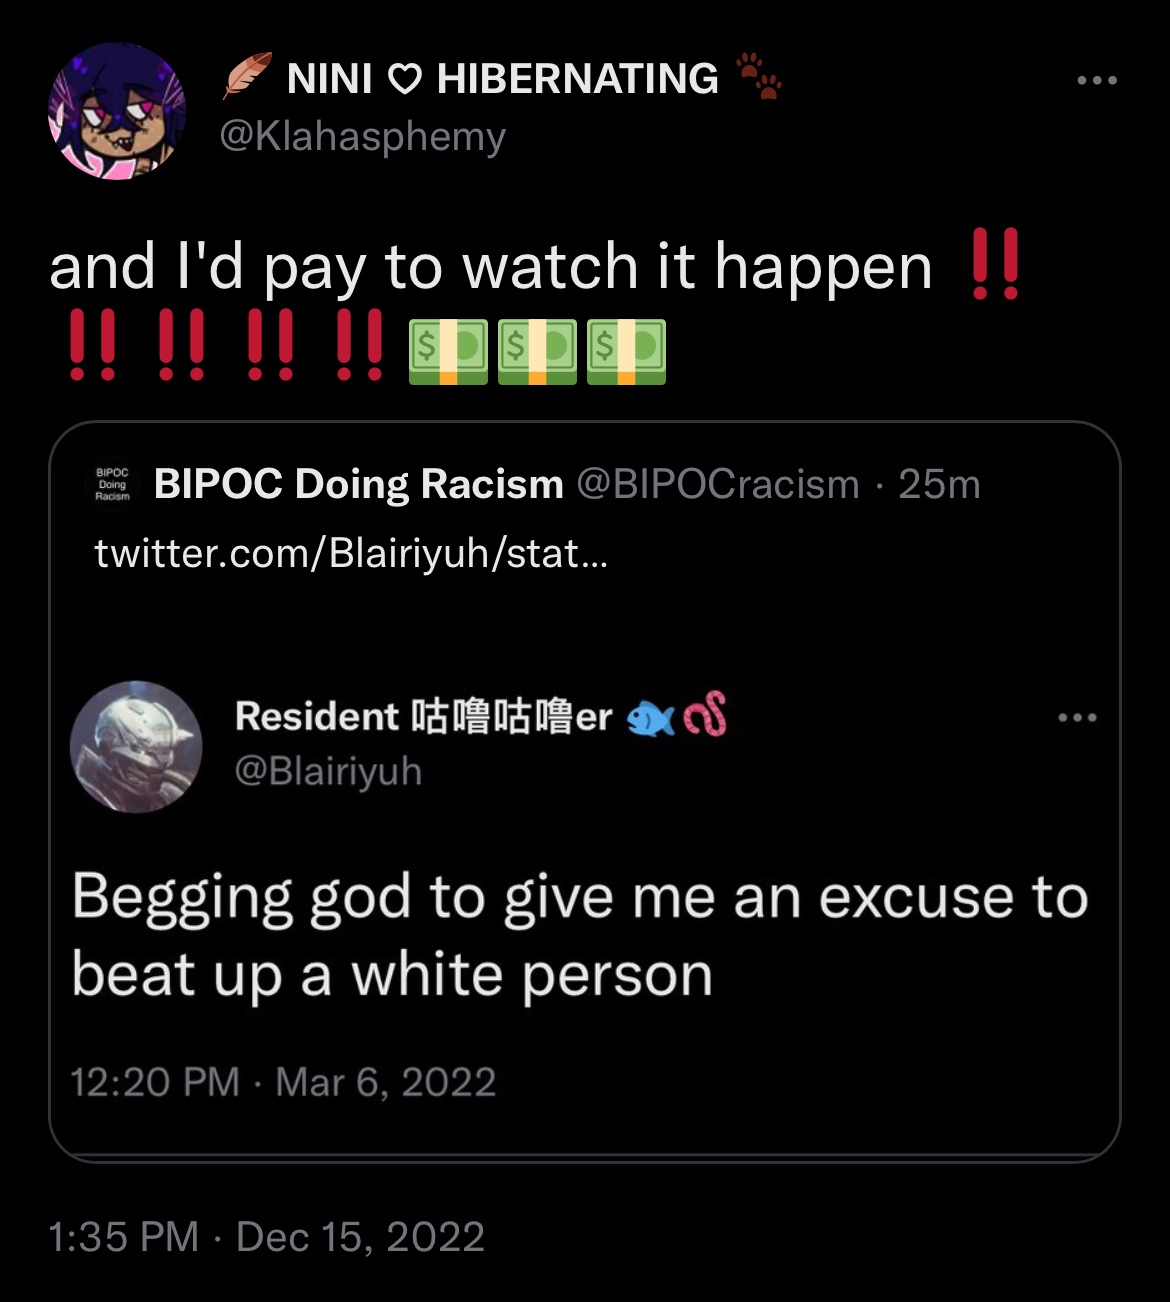 🪶 NINI ♡ HIBERNATING 🐾
@Klahasphemy
and I'd pay to watch it happen ‼️
‼️‼️‼️‼️💵💵💵
BIPOC
Doing
Racism
BIPOC Doing Racism @BIPOCracism · 25m
twitter.com/Blairiyuh/stat...
Resident 咕噜咕噜er 🐟🪱
@Blairiyuh
Begging god to give me an excuse to
beat up a white person
12:20 PM · Mar 6, 2022
1:35 PM · Dec 15, 2022